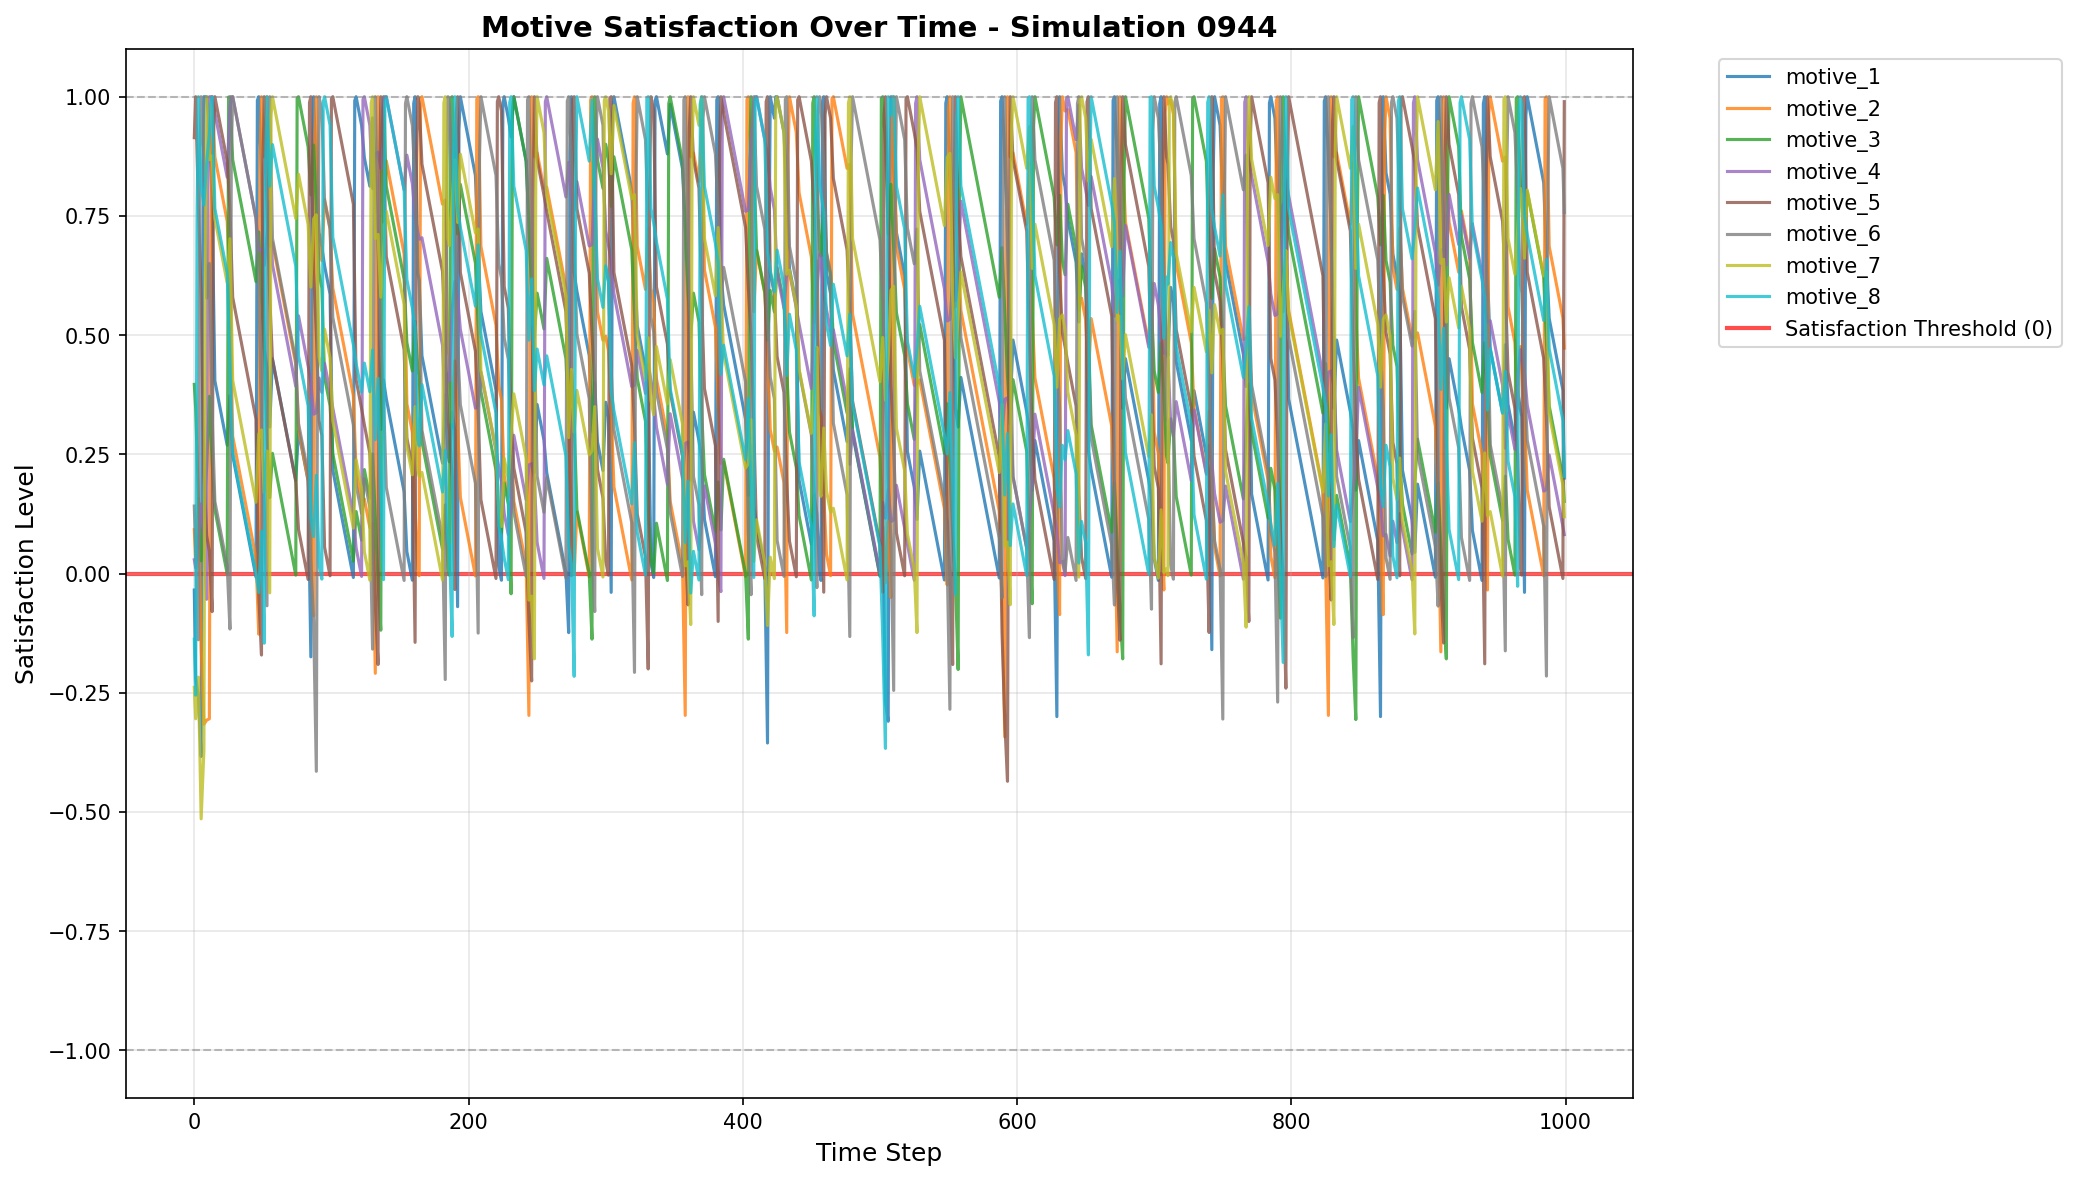 Motive Satisfaction Over Time - Simulation 0944
1.00
0.75
0.50
0.25
0.00
−0.25
−0.50
−0.75
−1.00
Satisfaction Level
0
200
400
600
800
1000
Time Step
motive_1
motive_2
motive_3
motive_4
motive_5
motive_6
motive_7
motive_8
Satisfaction Threshold (0)